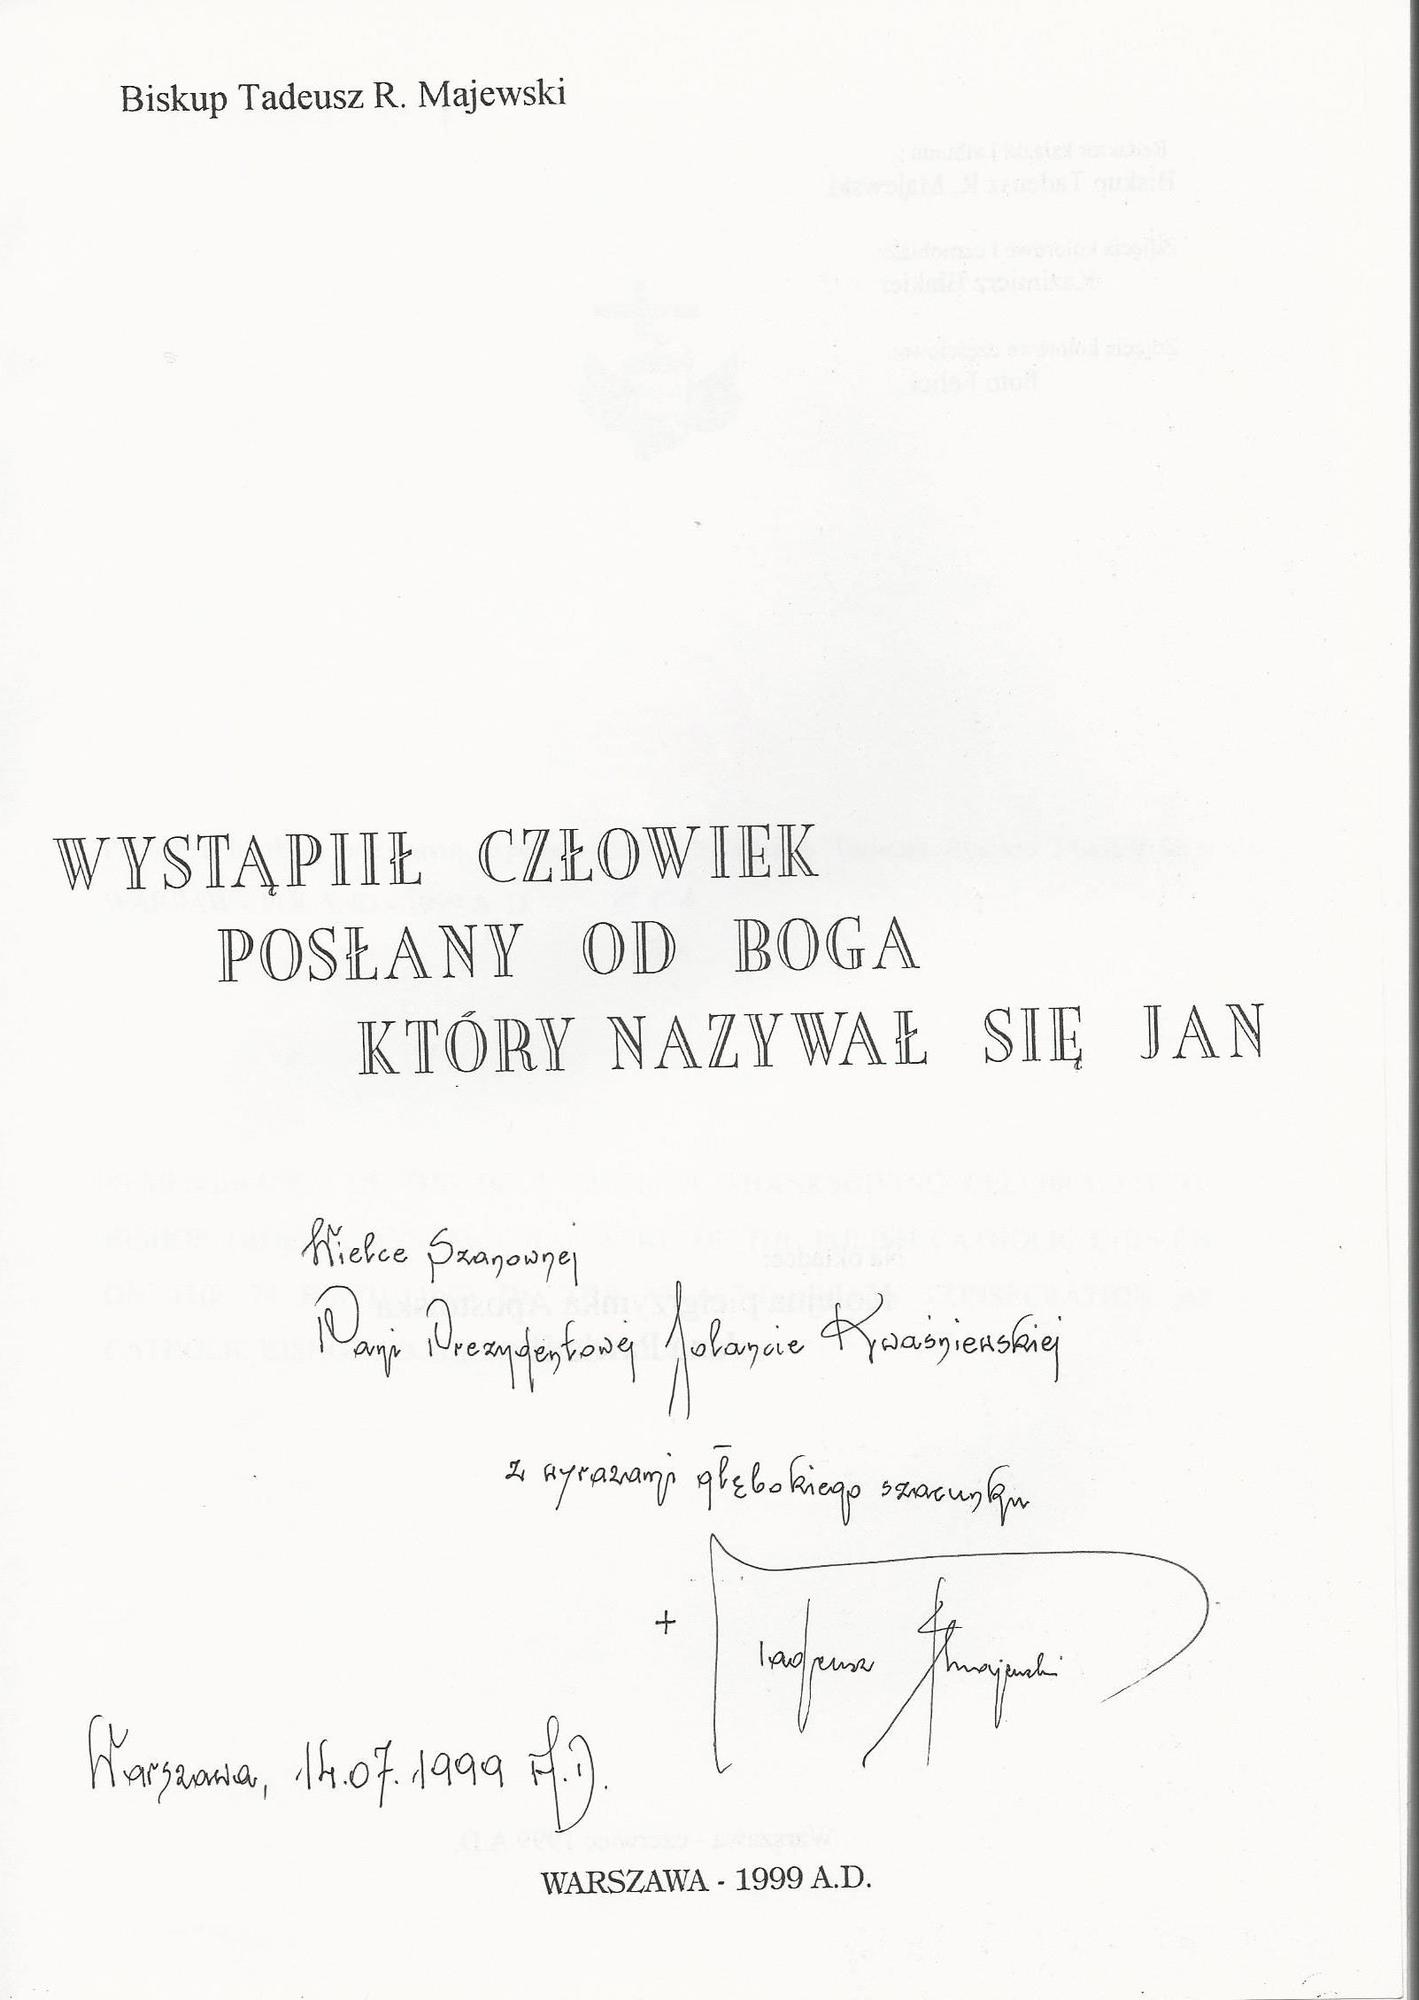 Biskup Tadeusz R. Majewski
WYSTĄPIIŁ CZŁOWIEK
POSŁANY OD BOGA
KTÓRY NAZYWAŁ SIĘ JAN
Wielce Szanownej
Pani Prezydentowej Jolancie Kwaśniewskiej
z wyrazami głębokiego szacunku
+ Tadeusz R Majewski
Warszawa, 14.07.1999 A.D.
WARSZAWA - 1999 A.D.